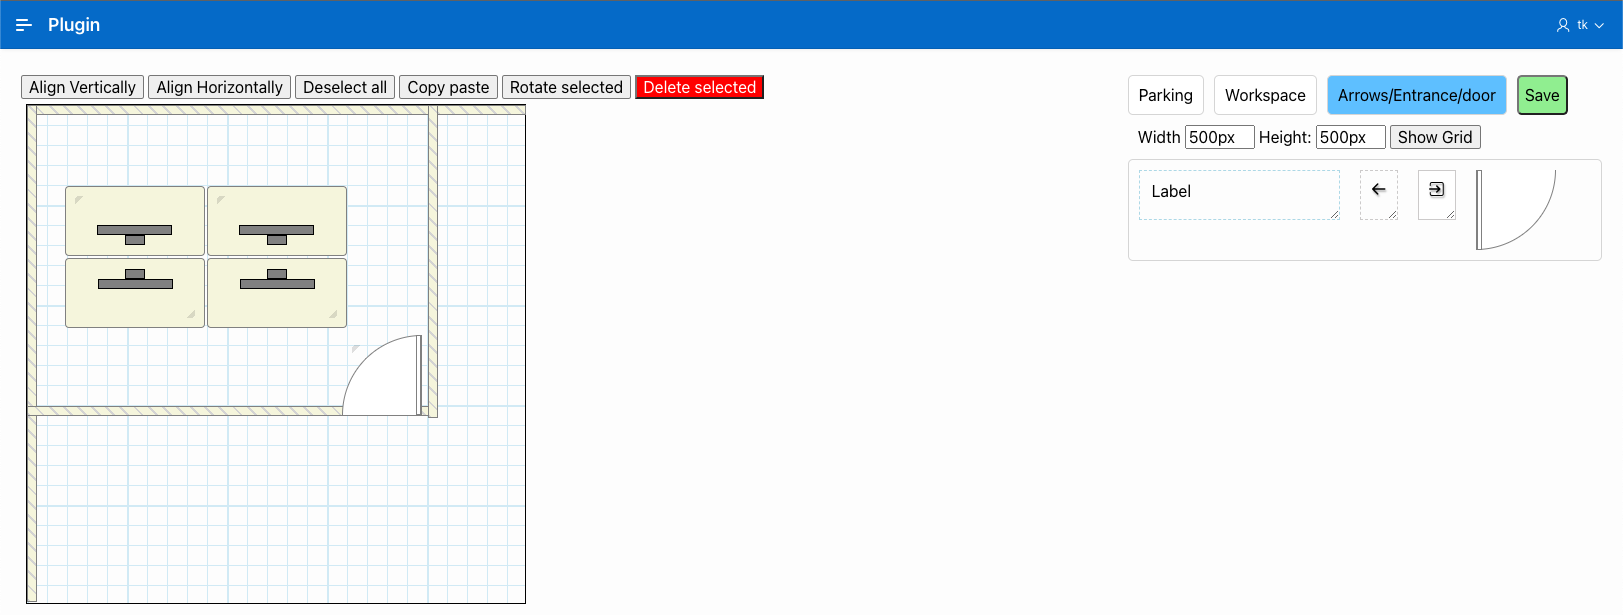 Plugin
tk
Align Vertically Align Horizontally Deselect all Copy paste Rotate selected Delete selected
Parking Workspace Arrows/Entrance/door Save
Width 500px Height: 500px Show Grid
Label